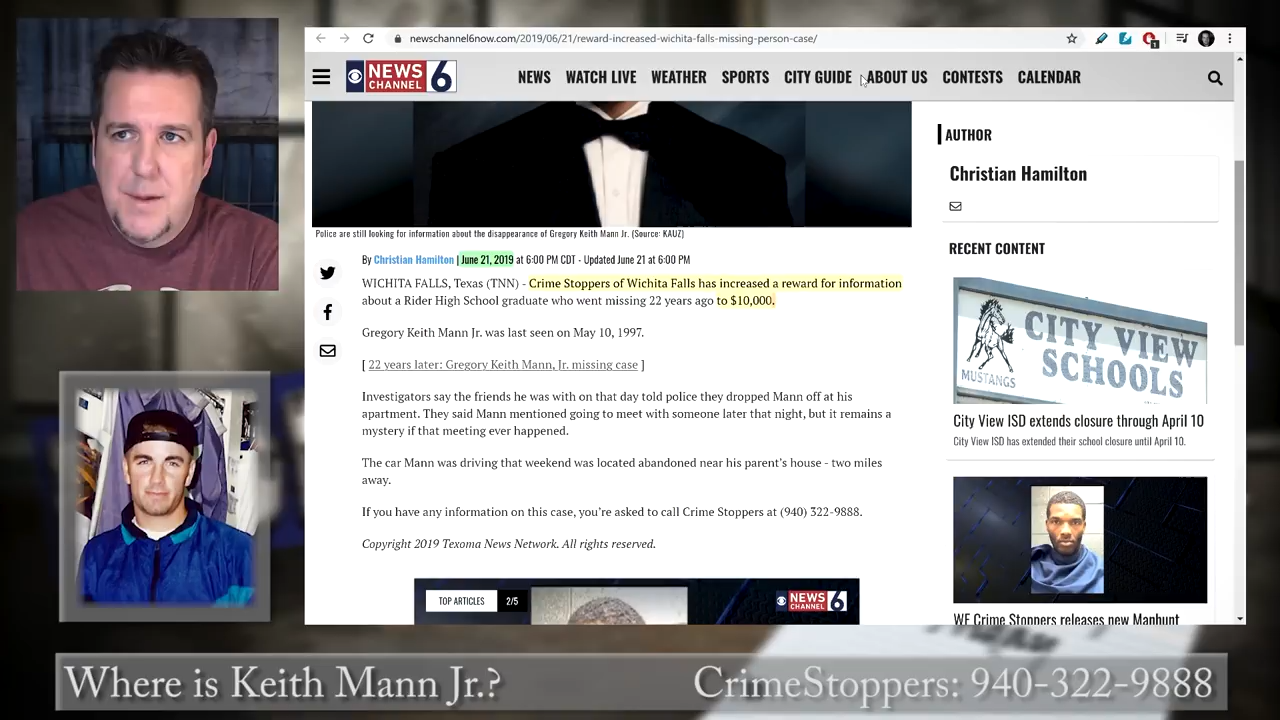 newschannel6now.com/2019/06/21/reward-increased-wichita-falls-missing-person-case/
NEWS CHANNEL 6
NEWS WATCH LIVE WEATHER SPORTS CITY GUIDE ABOUT US CONTESTS CALENDAR
Police are still looking for information about the disappearance of Gregory Keith Mann Jr. (Source: KAUZ)
By Christian Hamilton | June 21, 2019 at 6:00 PM CDT - Updated June 21 at 6:00 PM
WICHITA FALLS, Texas (TNN) - Crime Stoppers of Wichita Falls has increased a reward for information
about a Rider High School graduate who went missing 22 years ago to $10,000.
Gregory Keith Mann Jr. was last seen on May 10, 1997.
[ 22 years later: Gregory Keith Mann, Jr. missing case ]
Investigators say the friends he was with on that day told police they dropped Mann off at his
apartment. They said Mann mentioned going to meet with someone later that night, but it remains a
mystery if that meeting ever happened.
The car Mann was driving that weekend was located abandoned near his parent's house - two miles
away.
If you have any information on this case, you're asked to call Crime Stoppers at (940) 322-9888.
Copyright 2019 Texoma News Network. All rights reserved.
TOP ARTICLES 2/5
NEWS CHANNEL 6
AUTHOR
Christian Hamilton
RECENT CONTENT
CITY VIEW
SCHOOLS
MUSTANGS
City View ISD extends closure through April 10
City View ISD has extended their school closure until April 10.
WF Crime Stoppers releases new Manhunt
Where is Keith Mann Jr.? CrimeStoppers: 940-322-9888